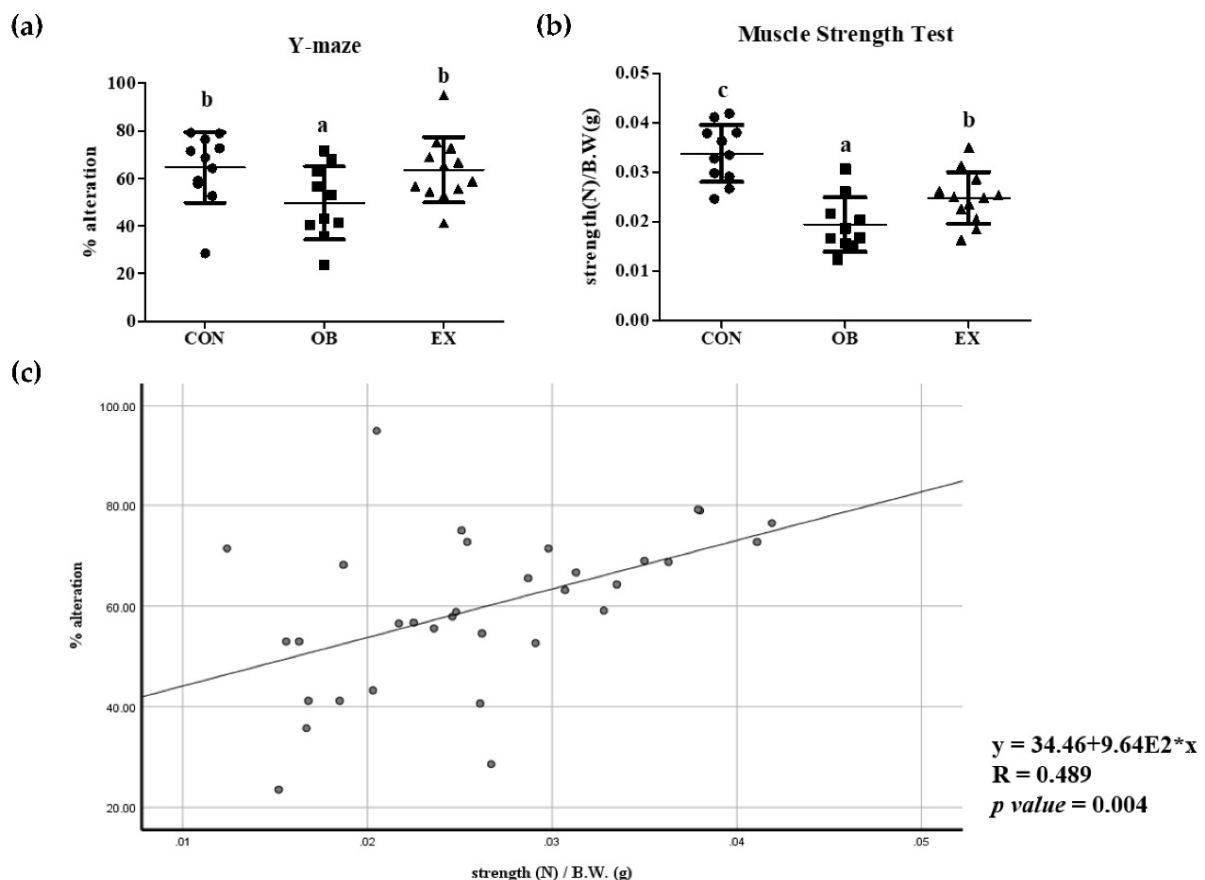 (a)
Y-maze
% alteration
100
80
60
40
20
0
b
a
b
CON OB EX
(b)
Muscle Strength Test
strength(N)/B.W(g)
0.05
0.04
0.03
0.02
0.01
0.00
c
a
b
CON OB EX
(c)
% alteration
100.00
80.00
60.00
40.00
20.00
.01 .02 .03 .04 .05
strength (N) / B.W. (g)
y = 34.46+9.64E2*x
R = 0.489
p value = 0.004